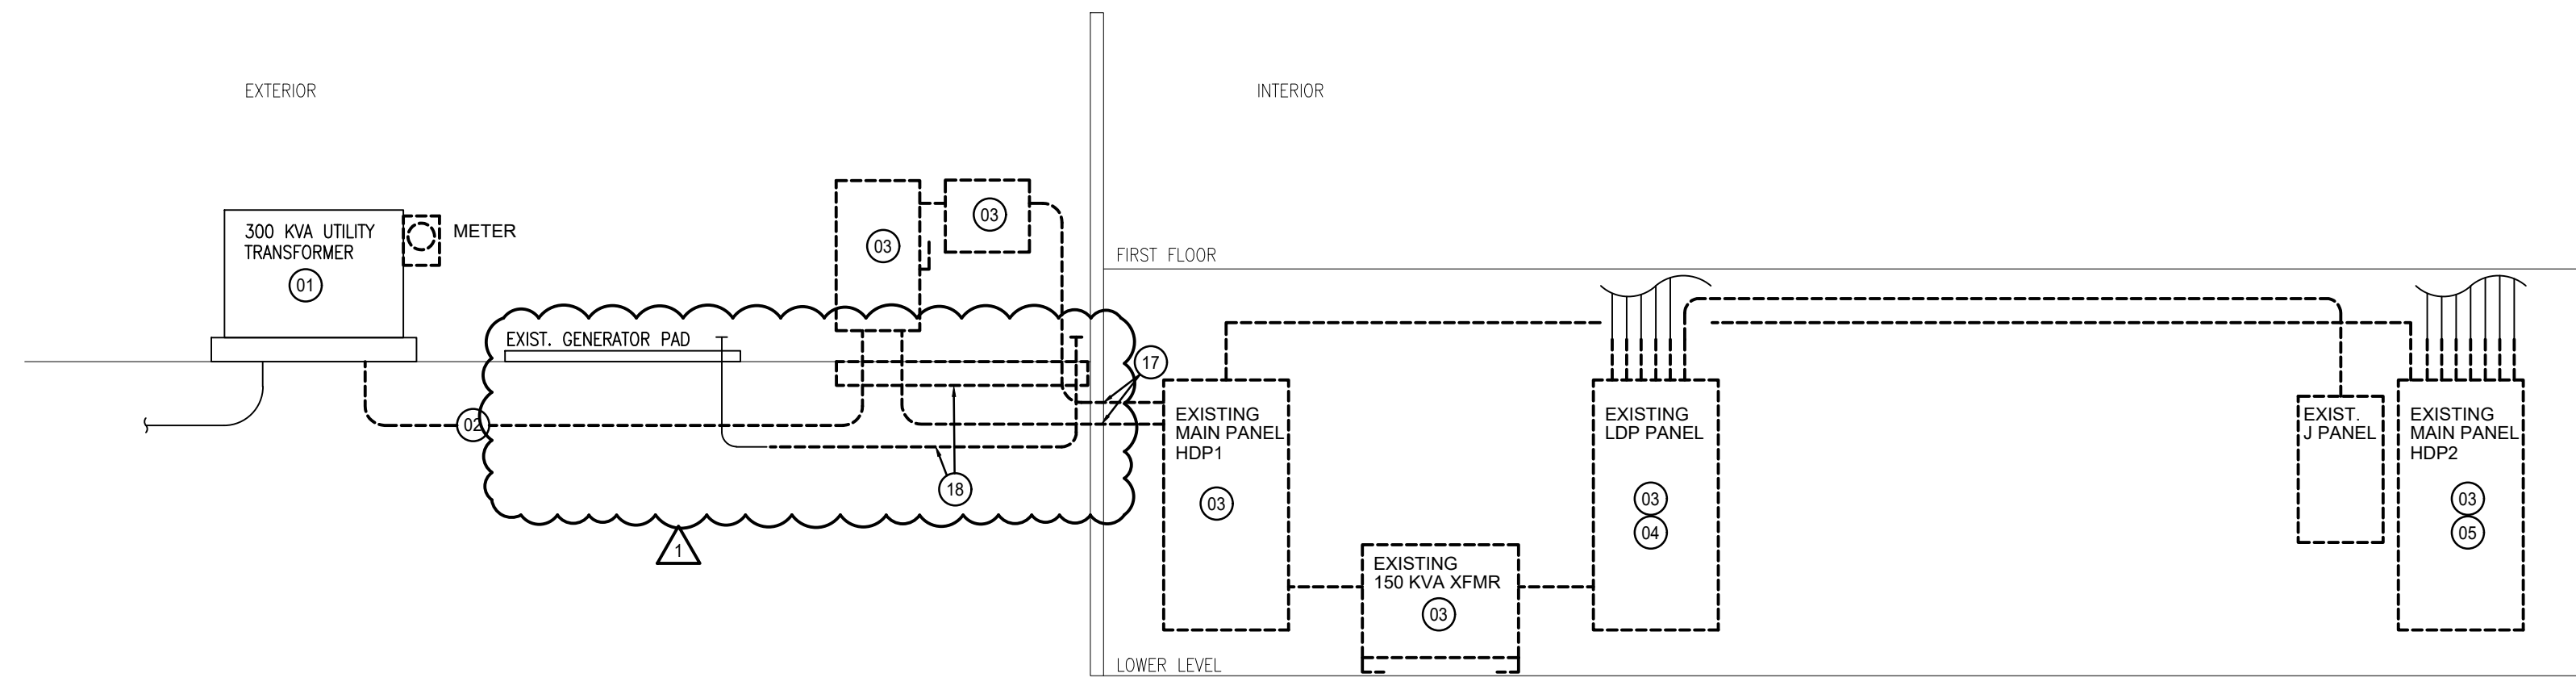 EXTERIOR
INTERIOR
300 KVA UTILITY
TRANSFORMER
01
METER
03
03
FIRST FLOOR
EXIST. GENERATOR PAD
17
02
18
1
EXISTING
MAIN PANEL
HDP1
03
EXISTING
150 KVA XFMR
03
EXISTING
LDP PANEL
03
04
EXIST.
J PANEL
EXISTING
MAIN PANEL
HDP2
03
05
LOWER LEVEL